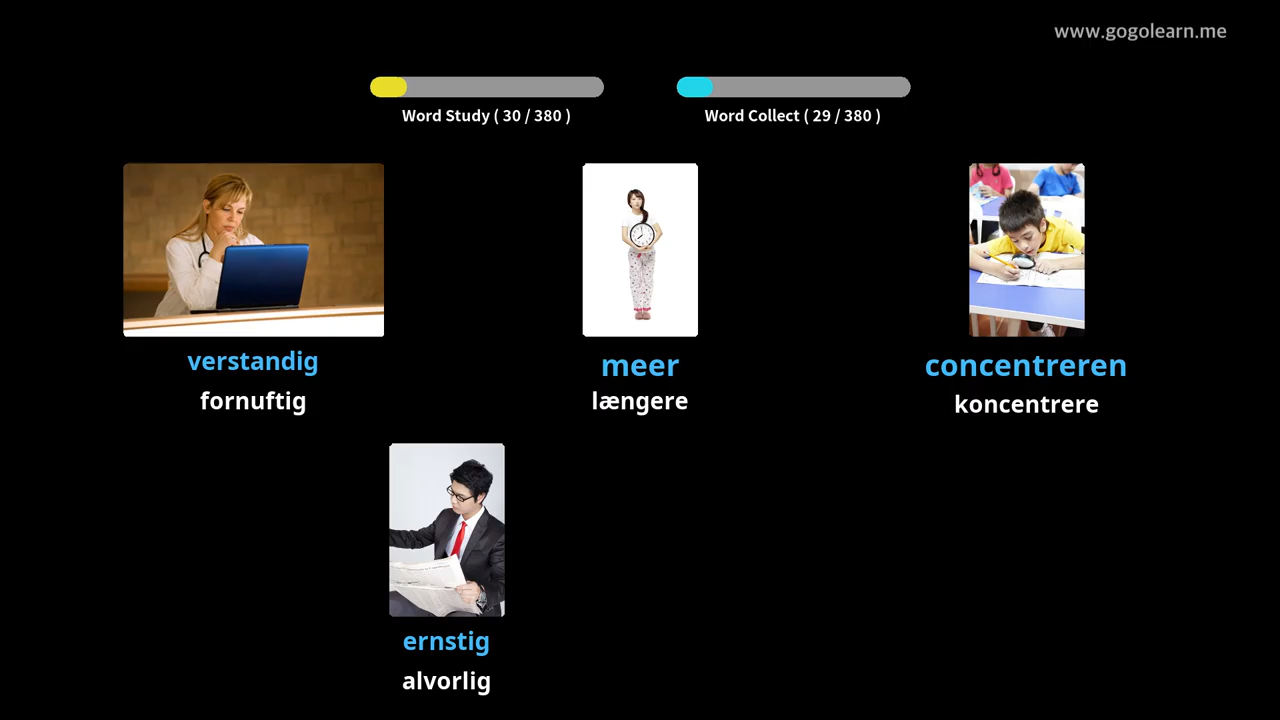 www.gogolearn.me
Word Study ( 30 / 380 )
Word Collect ( 29 / 380 )
verstandig
fornuftig
meer
længere
concentreren
koncentrere
ernstig
alvorlig